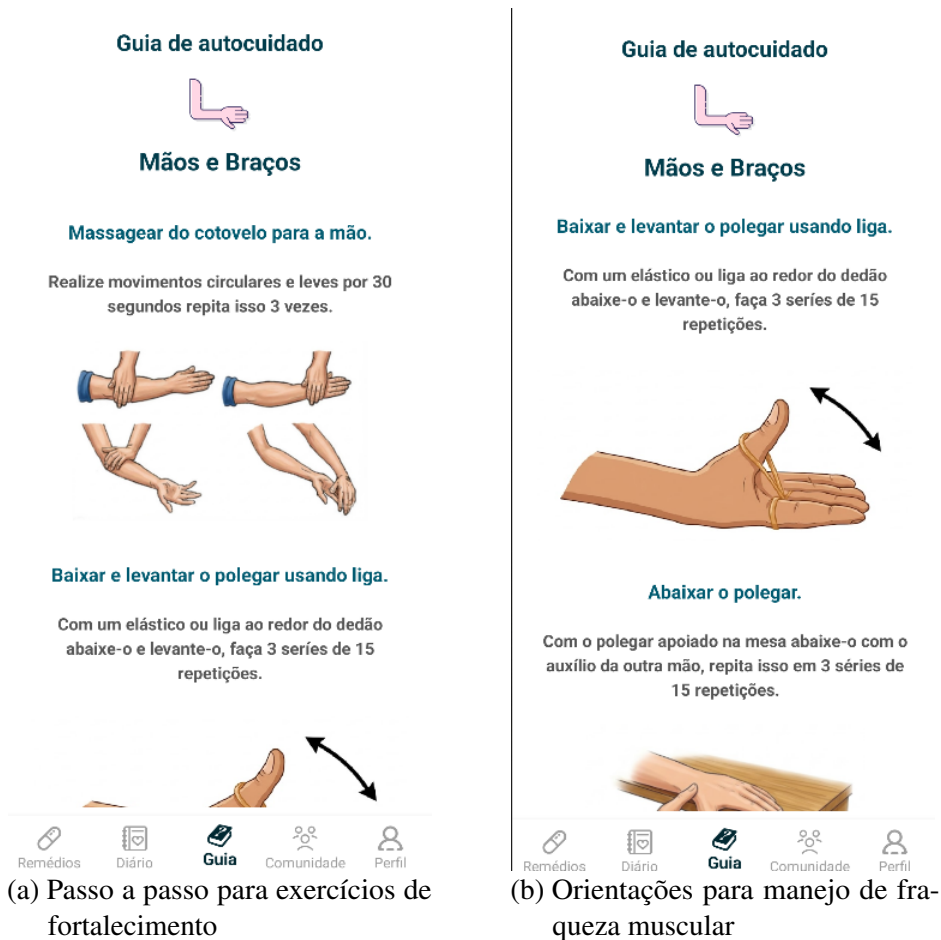 Guia de autocuidado
Mãos e Braços
Massagear do cotovelo para a mão.
Realize movimentos circulares e leves por 30
segundos repita isso 3 vezes.
Baixar e levantar o polegar usando liga.
Com um elástico ou liga ao redor do dedão
abaixe-o e levante-o, faça 3 seríes de 15
repetições.
Remédios
Diário
Guia
Comunidade
Perfil
(a) Passo a passo para exercícios de
fortalecimento
Guia de autocuidado
Mãos e Braços
Baixar e levantar o polegar usando liga.
Com um elástico ou liga ao redor do dedão
abaixe-o e levante-o, faça 3 seríes de 15
repetições.
Abaixar o polegar.
Com o polegar apoiado na mesa abaixe-o com o
auxílio da outra mão, repita isso em 3 séries de
15 repetições.
Remédios
Diário
Guia
Comunidade
Perfil
(b) Orientações para manejo de fra-
queza muscular